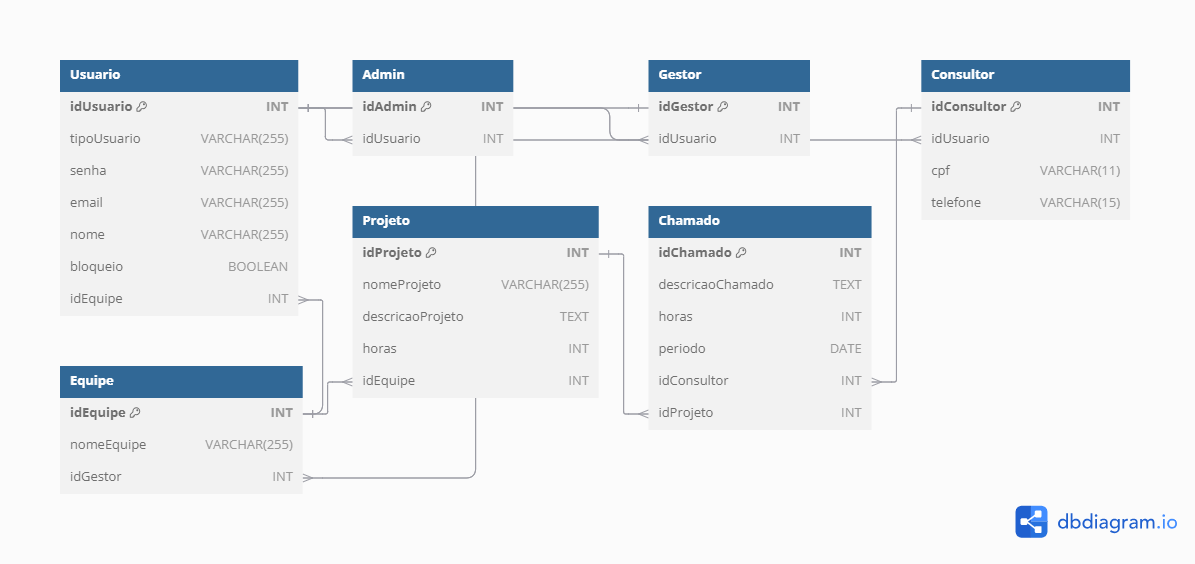 Usuario
idUsuario INT
tipoUsuario VARCHAR(255)
senha VARCHAR(255)
email VARCHAR(255)
nome VARCHAR(255)
bloqueio BOOLEAN
idEquipe INT
Admin
idAdmin INT
idUsuario INT
Gestor
idGestor INT
idUsuario INT
Consultor
idConsultor INT
idUsuario INT
cpf VARCHAR(11)
telefone VARCHAR(15)
Projeto
idProjeto INT
nomeProjeto VARCHAR(255)
descricaoProjeto TEXT
horas INT
idEquipe INT
Chamado
idChamado INT
descricaoChamado TEXT
horas INT
periodo DATE
idConsultor INT
idProjeto INT
Equipe
idEquipe INT
nomeEquipe VARCHAR(255)
idGestor INT
dbdiagram.io